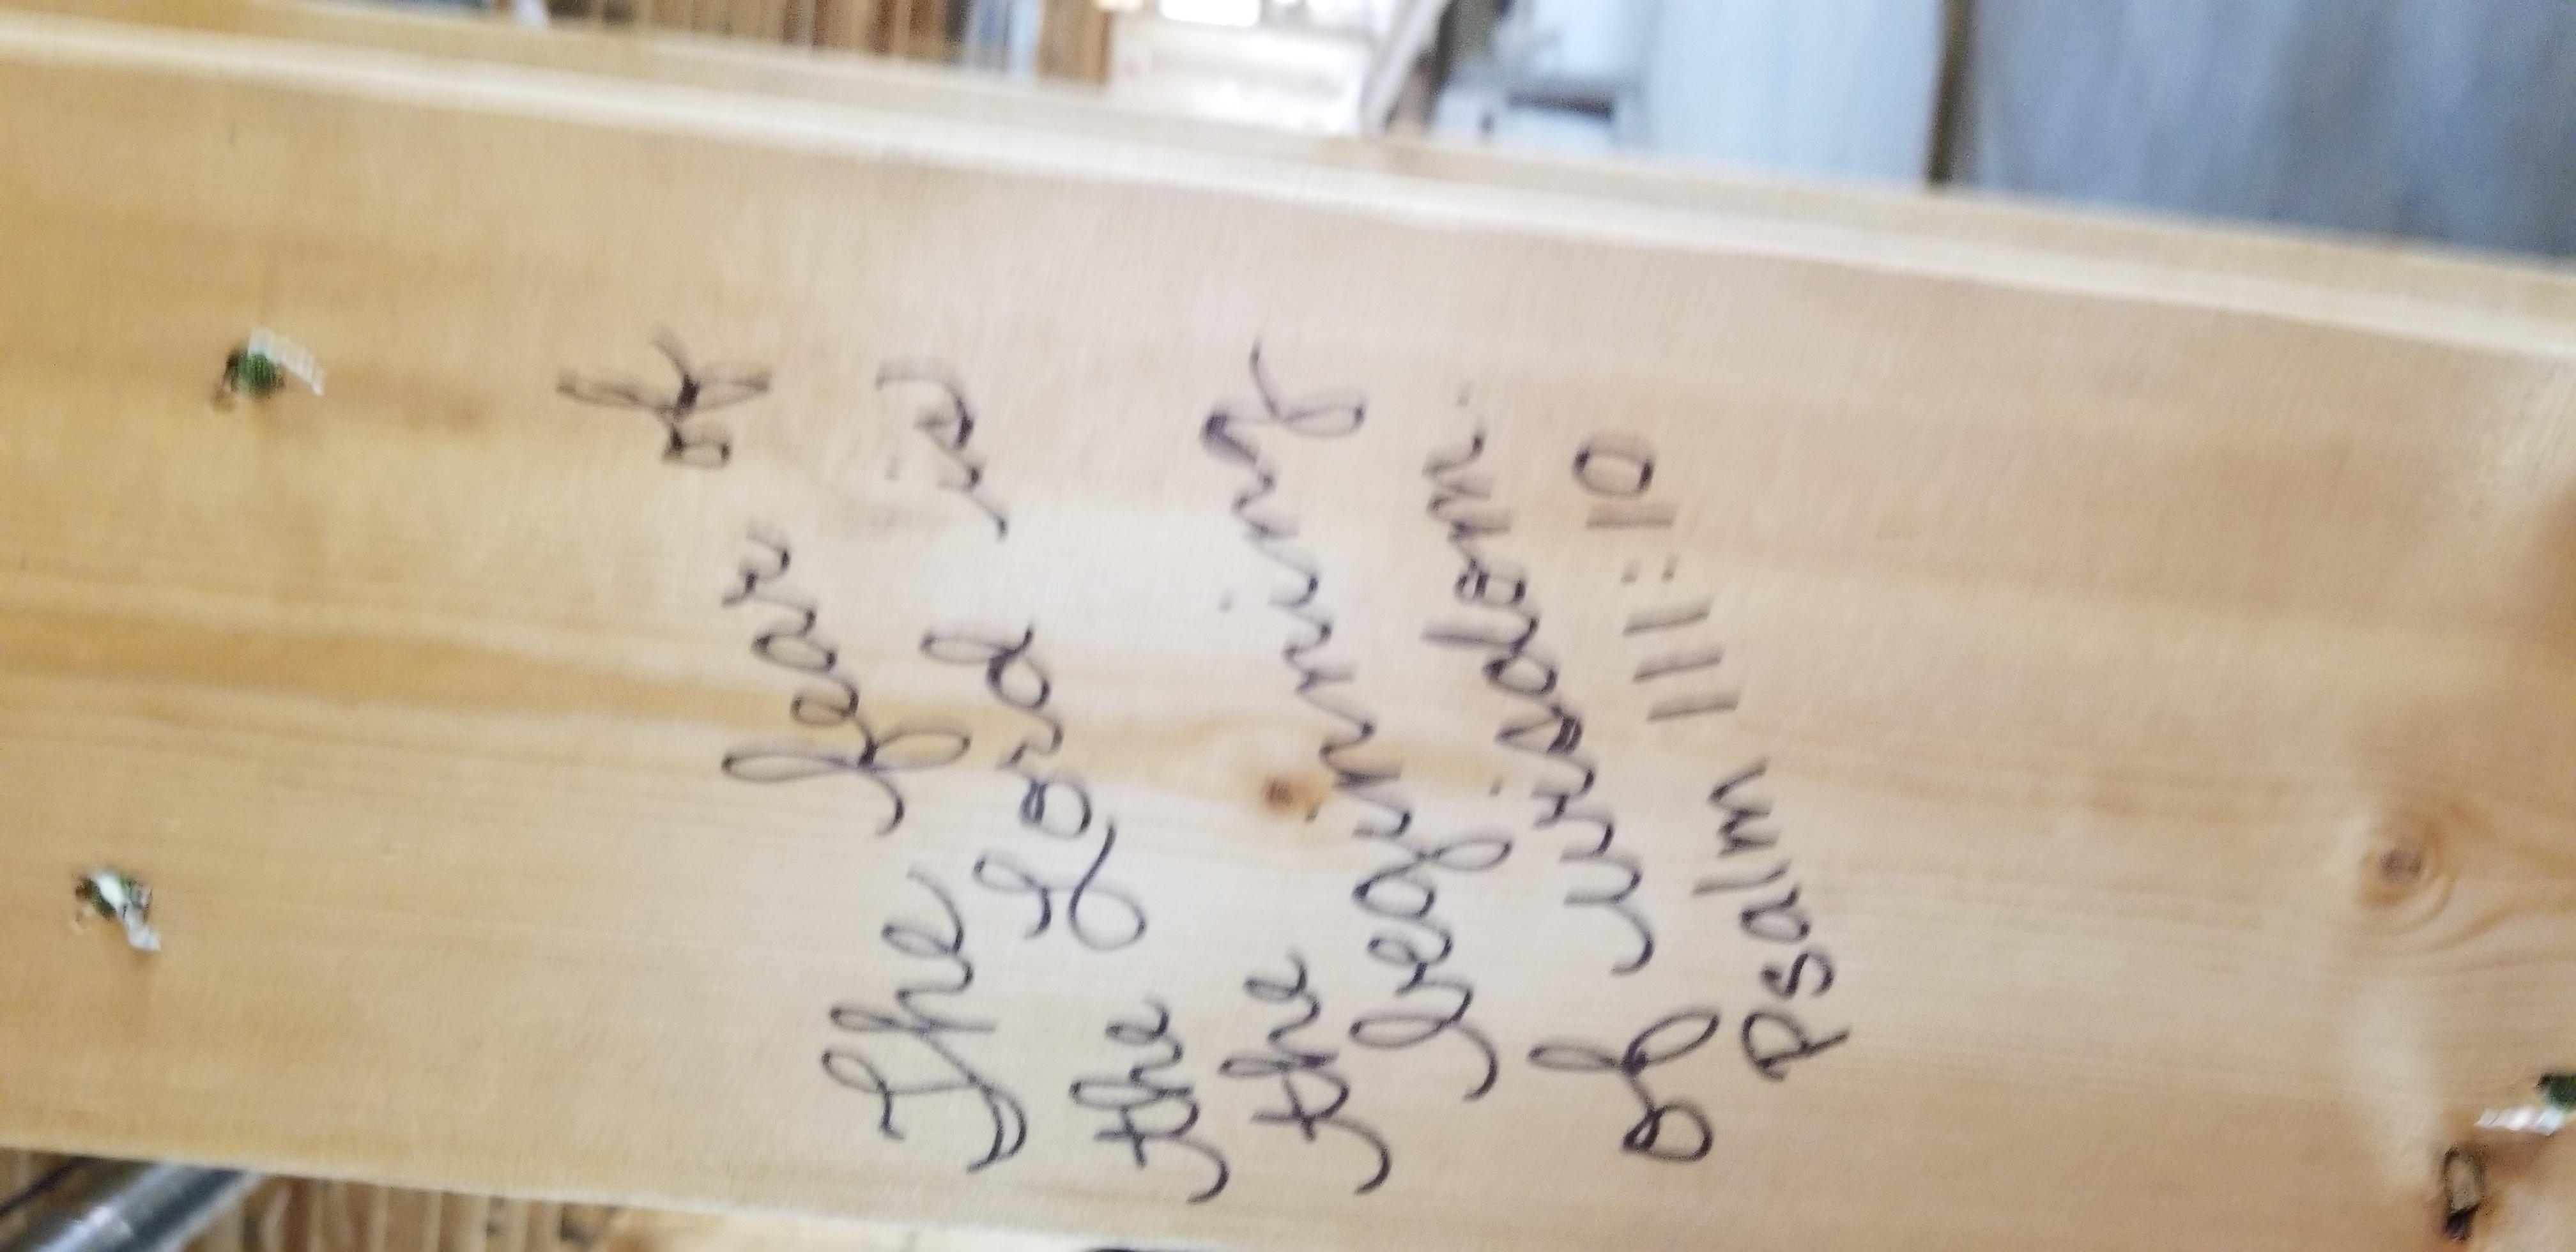 The fear of
the Lord is
the
beginning
of wisdom.
Psalm 111:10